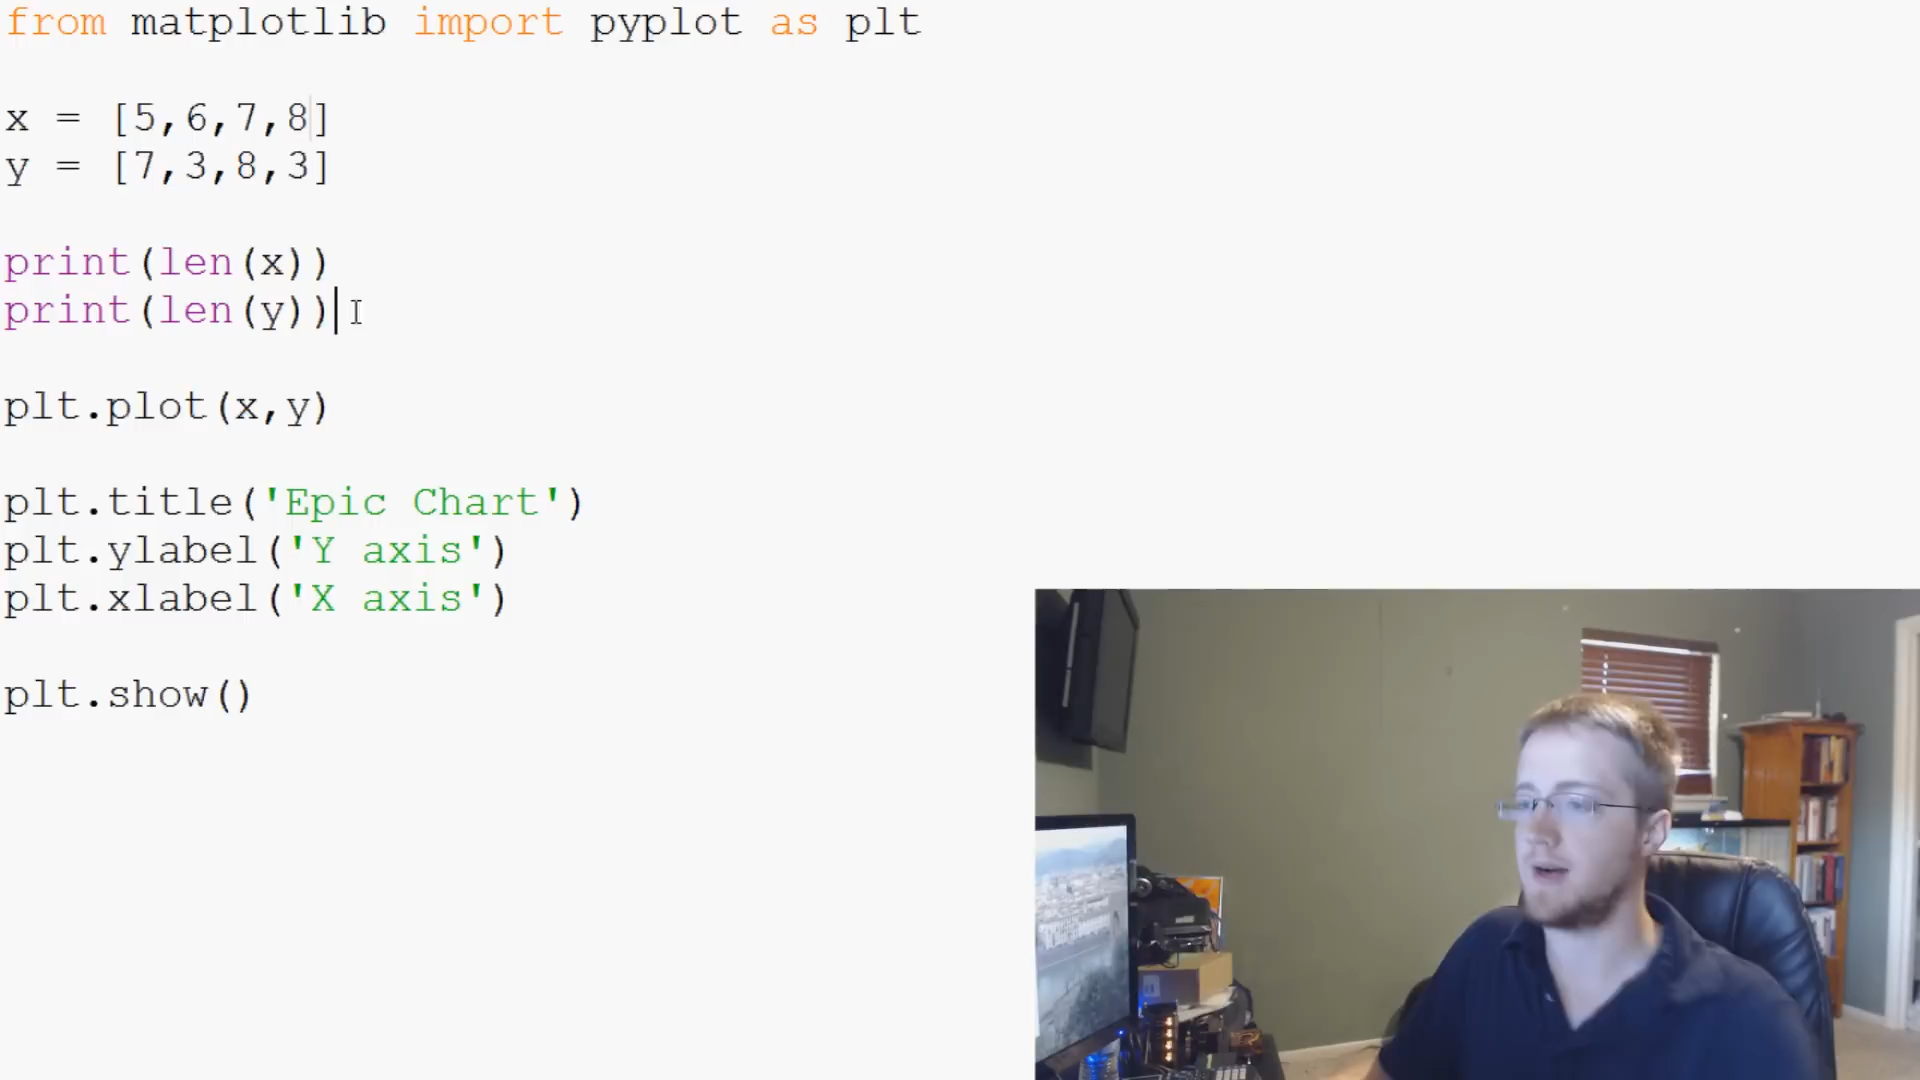 from matplotlib import pyplot as plt
x = [5,6,7,8]
y = [7,3,8,3]
print(len(x))
print(len(y))
plt.plot(x,y)
plt.title('Epic Chart')
plt.ylabel('Y axis')
plt.xlabel('X axis')
plt.show()